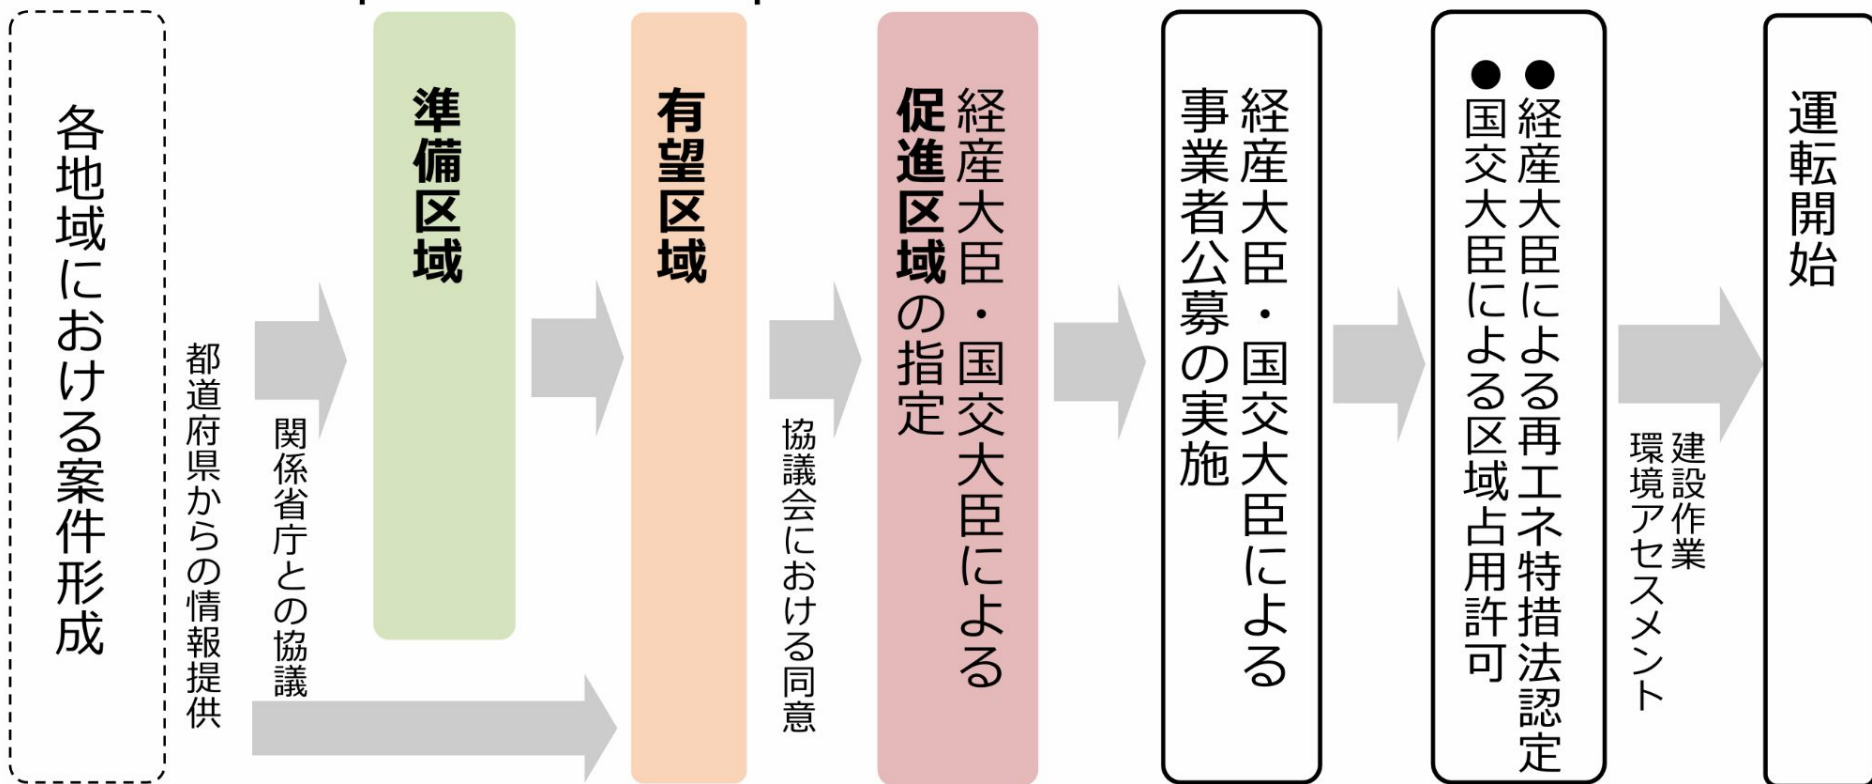 各地域における案件形成
都道府県からの情報提供
関係省庁との協議
準備区域
有望区域
協議会における同意
経産大臣・国交大臣による
促進区域の指定
経産大臣・国交大臣による
事業者公募の実施
●経産大臣による再エネ特措法認定
●国交大臣による区域占用許可
建設作業
環境アセスメント
運転開始